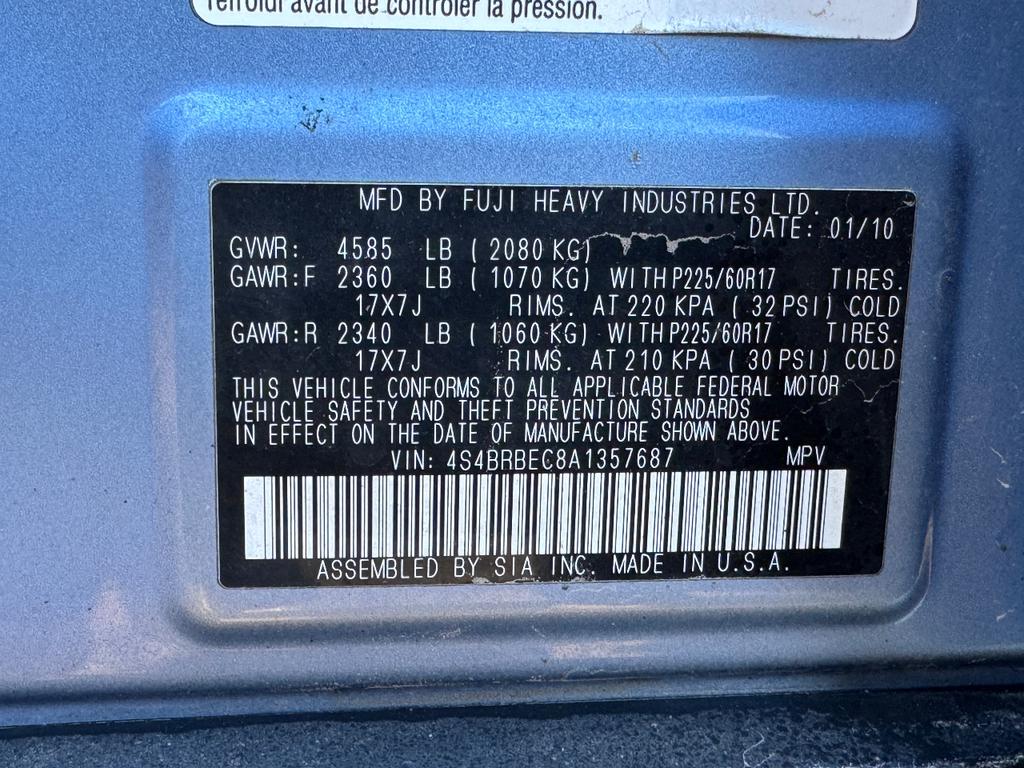 refroidi avant de contrôler la pression.
MFD BY FUJI HEAVY INDUSTRIES LTD.
DATE: 01/10
GVWR: 4585 LB ( 2080 KG)
GAWR:F 2360 LB ( 1070 KG) WITH P225/60R17 TIRES.
17X7J RIMS. AT 220 KPA ( 32 PSI) COLD
GAWR:R 2340 LB ( 1060 KG) WITH P225/60R17 TIRES.
17X7J RIMS. AT 210 KPA ( 30 PSI) COLD
THIS VEHICLE CONFORMS TO ALL APPLICABLE FEDERAL MOTOR
VEHICLE SAFETY AND THEFT PREVENTION STANDARDS
IN EFFECT ON THE DATE OF MANUFACTURE SHOWN ABOVE.
VIN: 4S4BRBEC8A1357687 MPV
ASSEMBLED BY SIA INC. MADE IN U.S.A.